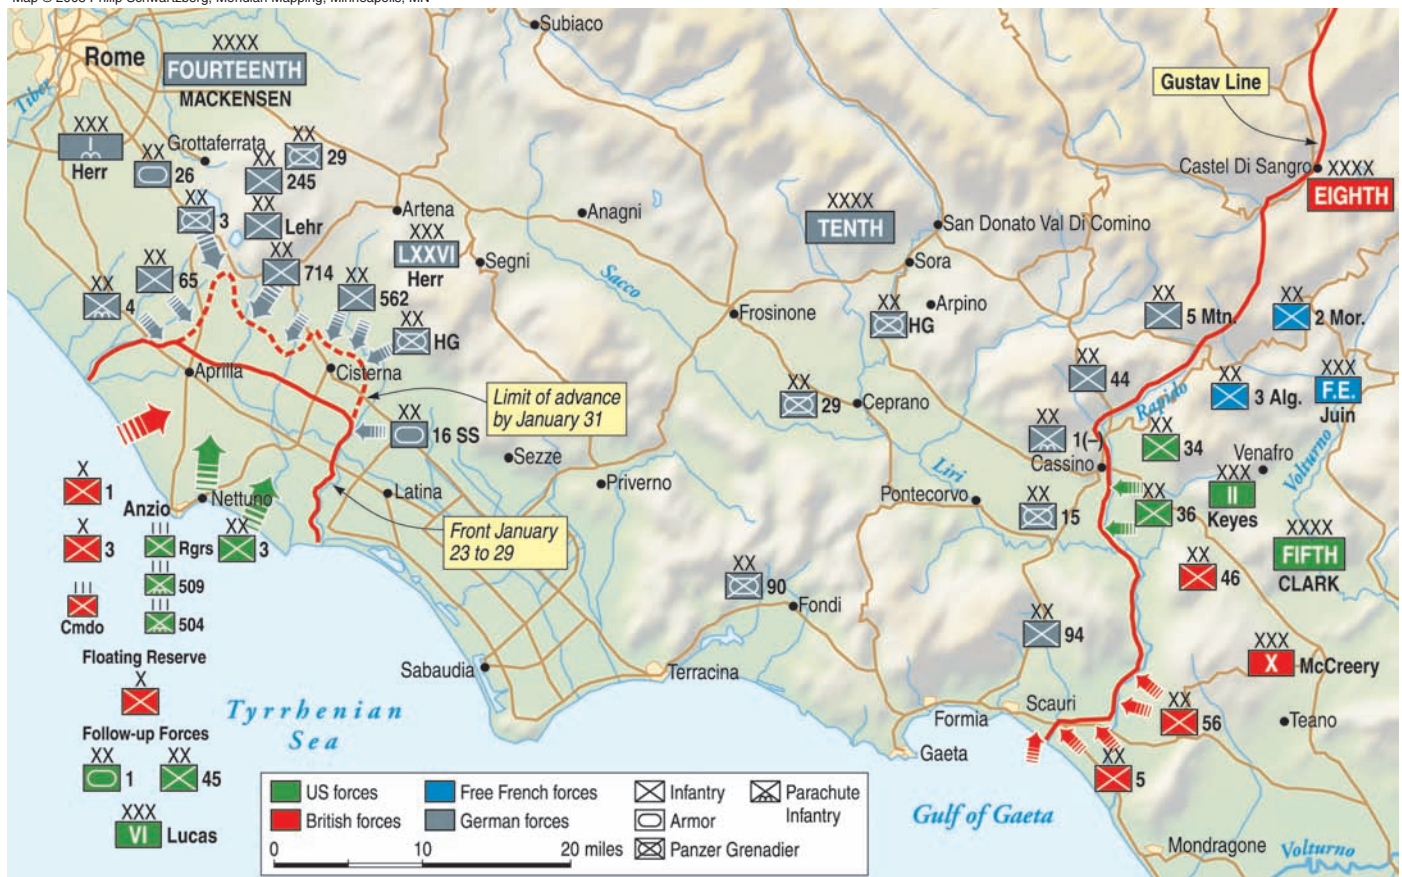 Subiaco
Rome
XXXX
FOURTEENTH
MACKENSEN
Tiber
Gustav Line
XXX
Herr
XX
26
Grottaferrata
XX
29
XX
245
Castel Di Sangro
XXXX
EIGHTH
XX
3
XX
Lehr
Artena
Anagni
XXXX
TENTH
San Donato Val Di Comino
XXX
LXXVI
Herr
Segni
Sora
XX
65
XX
714
Sacco
XX
4
XX
562
Frosinone
XX
HG
Arpino
XX
5 Mtn.
XX
2 Mor.
XX
HG
Aprilla
Cisterna
XX
44
Rapido
XX
3 Alg.
XXX
F.E.
Juin
Limit of advance
by January 31
XX
29
Ceprano
XX
16 SS
XX
1(–)
Cassino
XX
34
Venafro
Volturno
Sezze
Liri
Priverno
Pontecorvo
XXX
II
Keyes
X
1
Nettuno
Latina
Anzio
XX
15
XX
36
XXXX
FIFTH
CLARK
Front January
23 to 29
X
3
III
Rgrs
XX
3
III
509
XX
46
XX
90
Fondi
III
Cmdo
III
504
XX
94
Floating Reserve
X
Sabaudia
Terracina
XXX
X
McCreery
Tyrrhenian
Sea
Scauri
Formia
Gaeta
XX
56
Teano
Follow-up Forces
XX
1
XX
45
XX
5
XXX
VI
Lucas
US forces
Free French forces
Infantry
Parachute
Infantry
British forces
German forces
Armor
Panzer Grenadier
0
10
20 miles
Gulf of Gaeta
Mondragone
Volturno